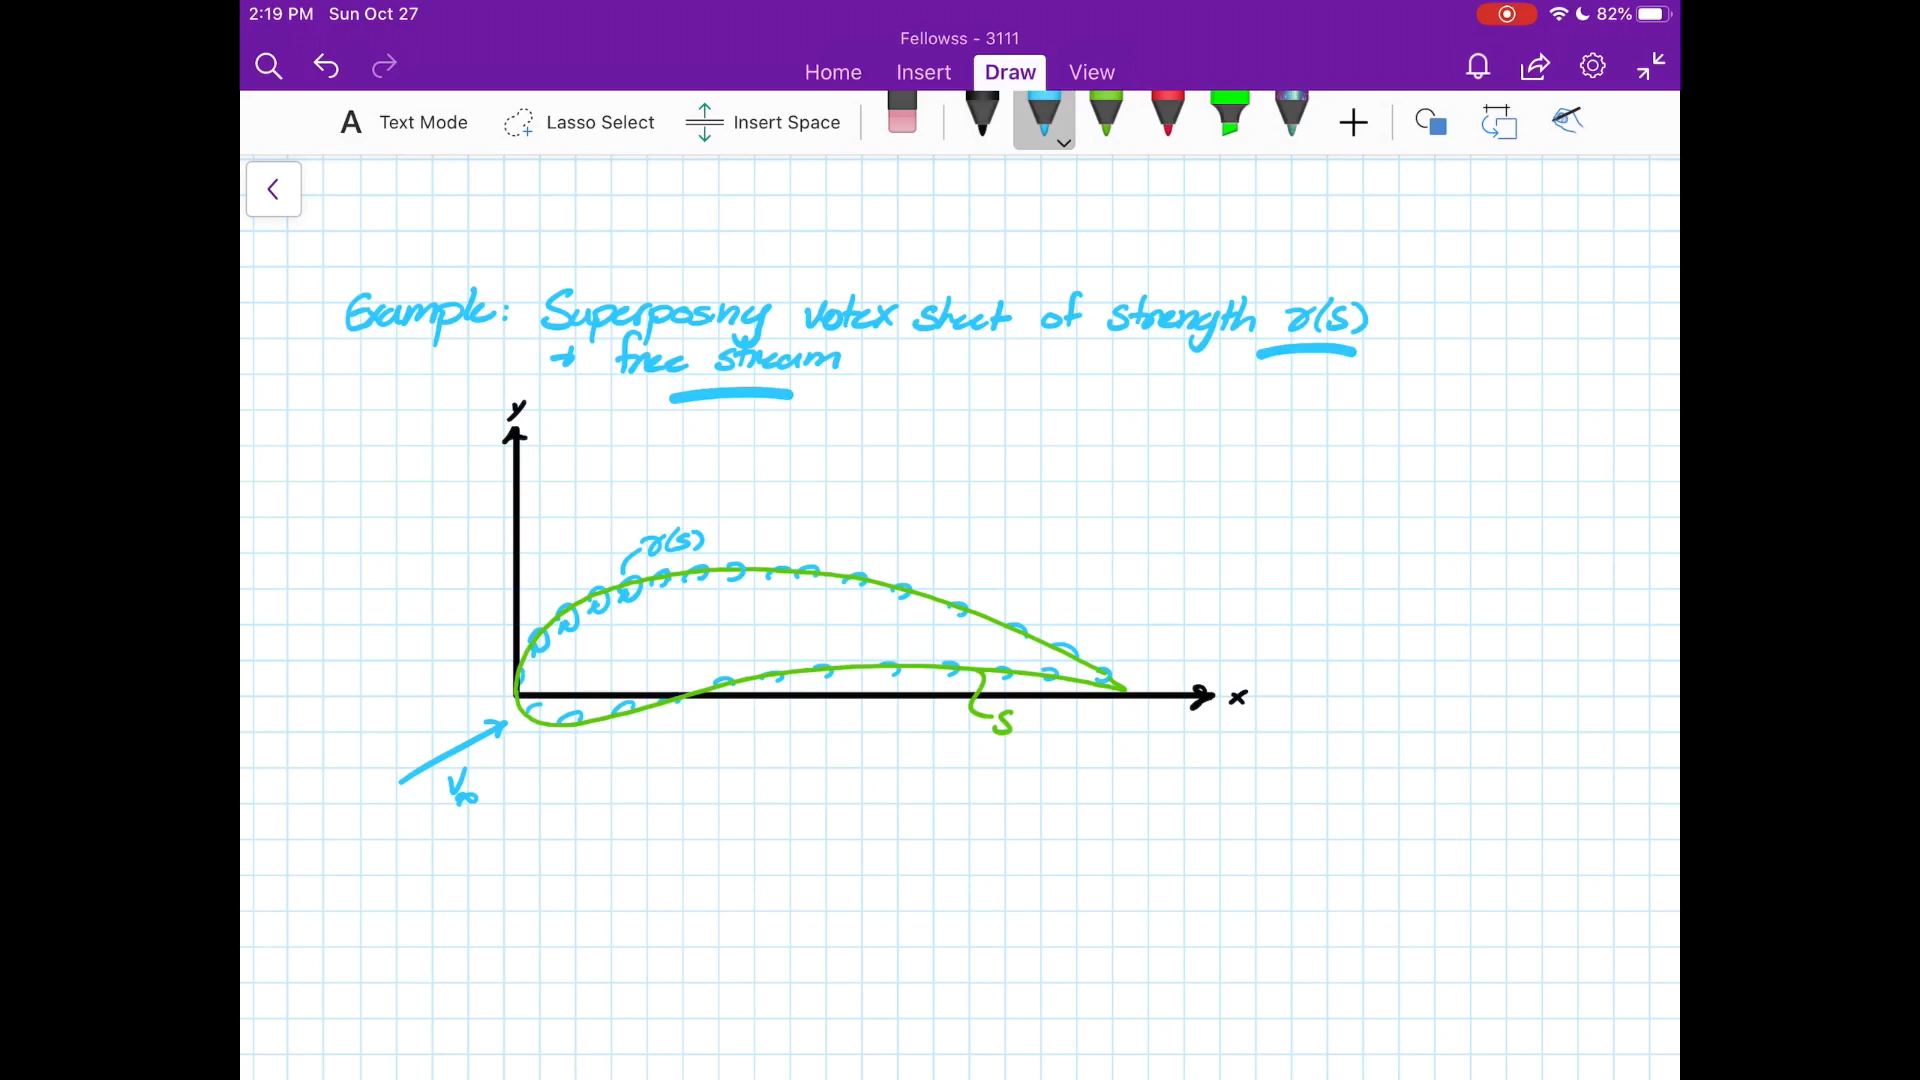 2:19 PM Sun Oct 27
82%
Fellowss - 3111
Home Insert Draw View
A Text Mode Lasso Select Insert Space
Example: Superposing votex sheet of strength γ(s)
+ free stream
y
γ(s)
x
S
V∞